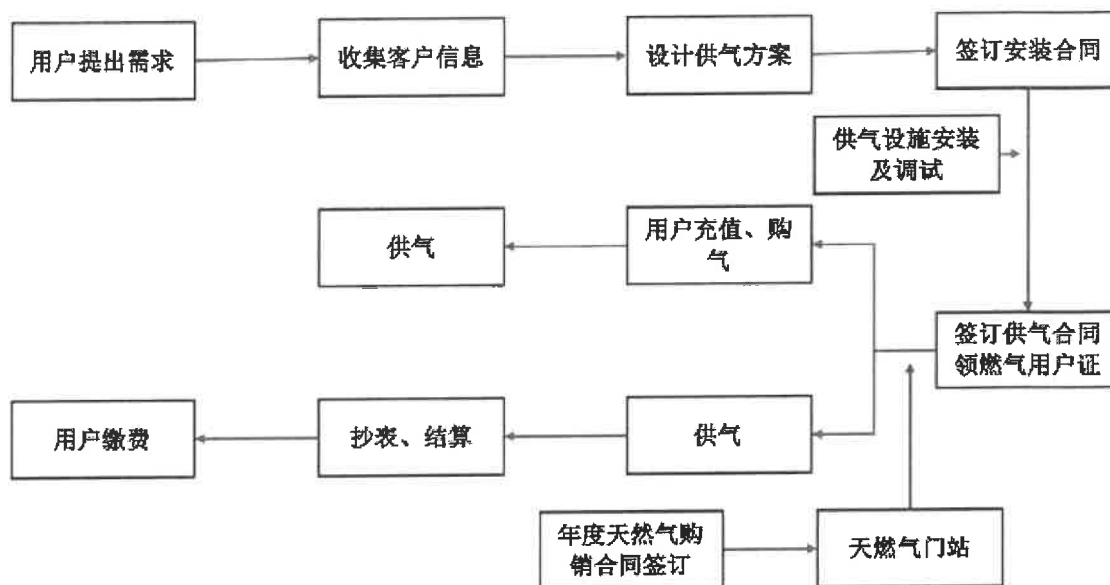 用户提出需求
收集客户信息
设计供气方案
签订安装合同
供气设施安装
及调试
供气
用户充值、购
气
签订供气合同
领燃气用户证
用户缴费
抄表、结算
供气
年度天然气购
销合同签订
天燃气门站